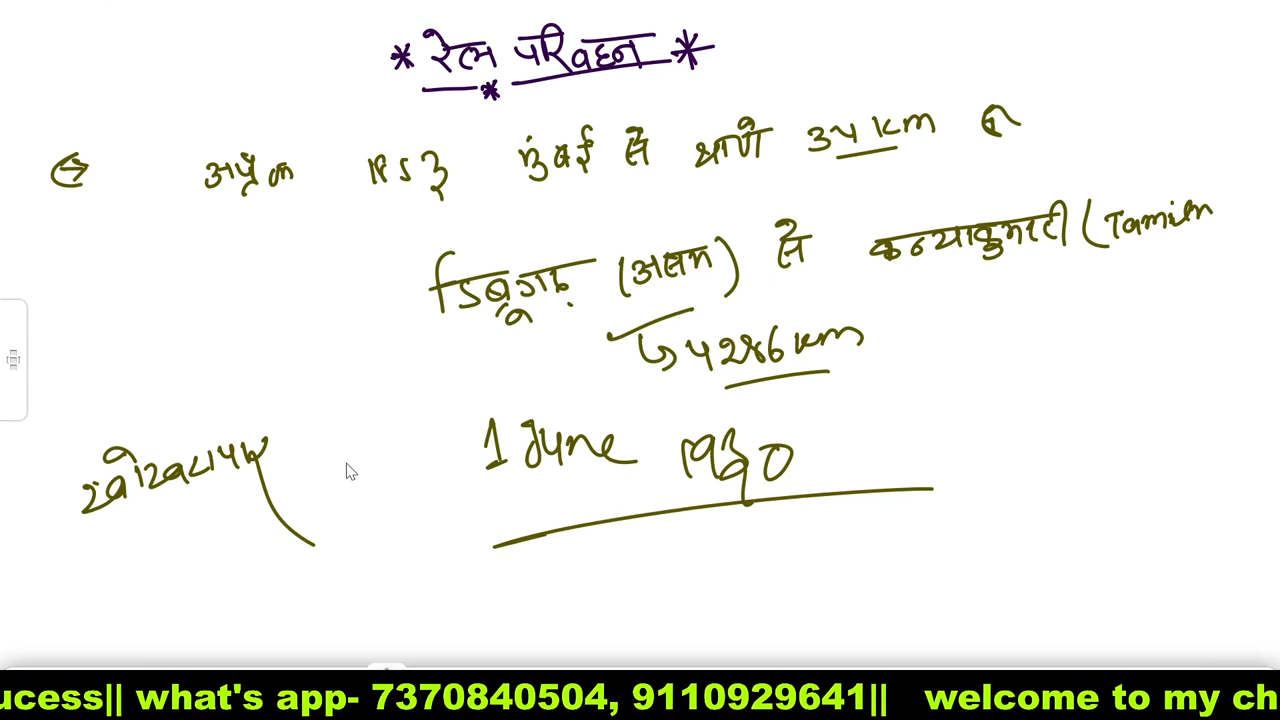 * रेल परिवहन *
*
⇒ अप्रैल 1853 मुंबई से थाणे 34 km
डिब्रूगढ़ (असम) से कन्याकुमारी (Tamiln
↳ 4286 km
1 June 1930
ucess|| what's app- 7370840504, 9110929641|| welcome to my ch